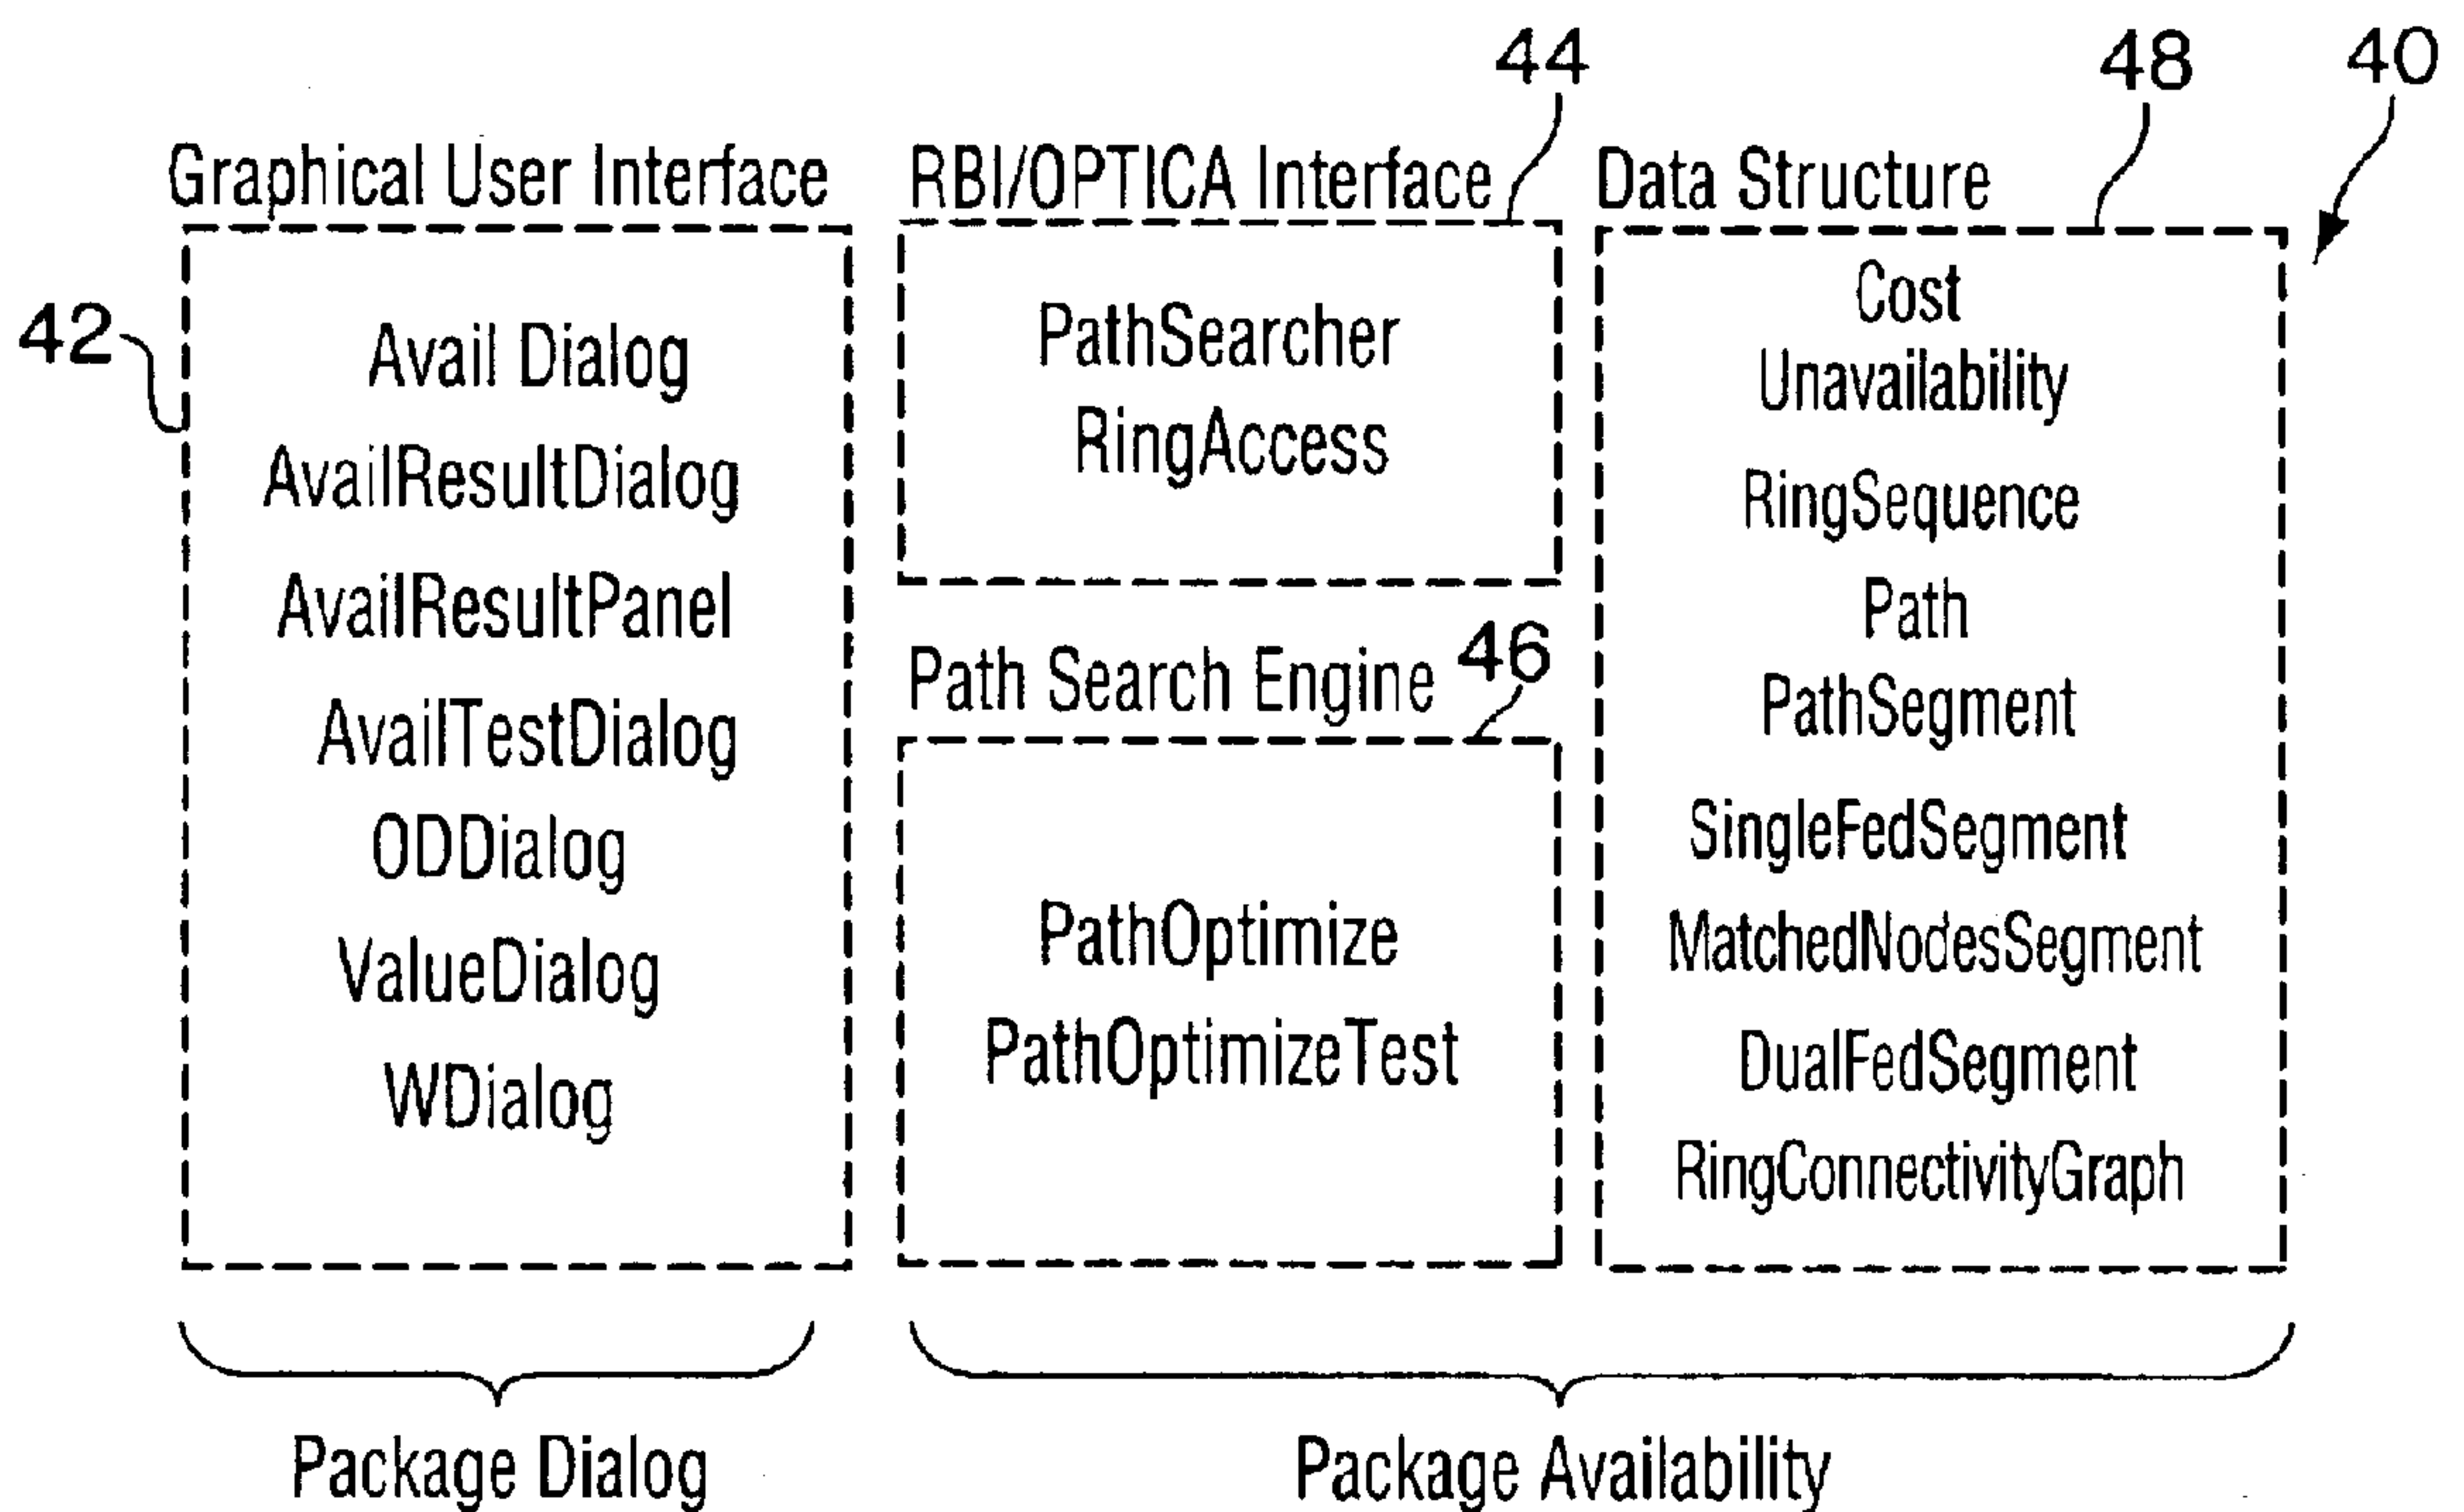 44
48
40
Graphical User Interface
RBI/OPTICA Interface
Data Structure
42
Avail Dialog
AvailResultDialog
AvailResultPanel
AvailTestDialog
ODDialog
ValueDialog
WDialog
PathSearcher
RingAccess
Path Search Engine
46
PathOptimize
PathOptimizeTest
Cost
Unavailability
RingSequence
Path
PathSegment
SingleFedSegment
MatchedNodesSegment
DualFedSegment
RingConnectivityGraph
Package Dialog
Package Availability